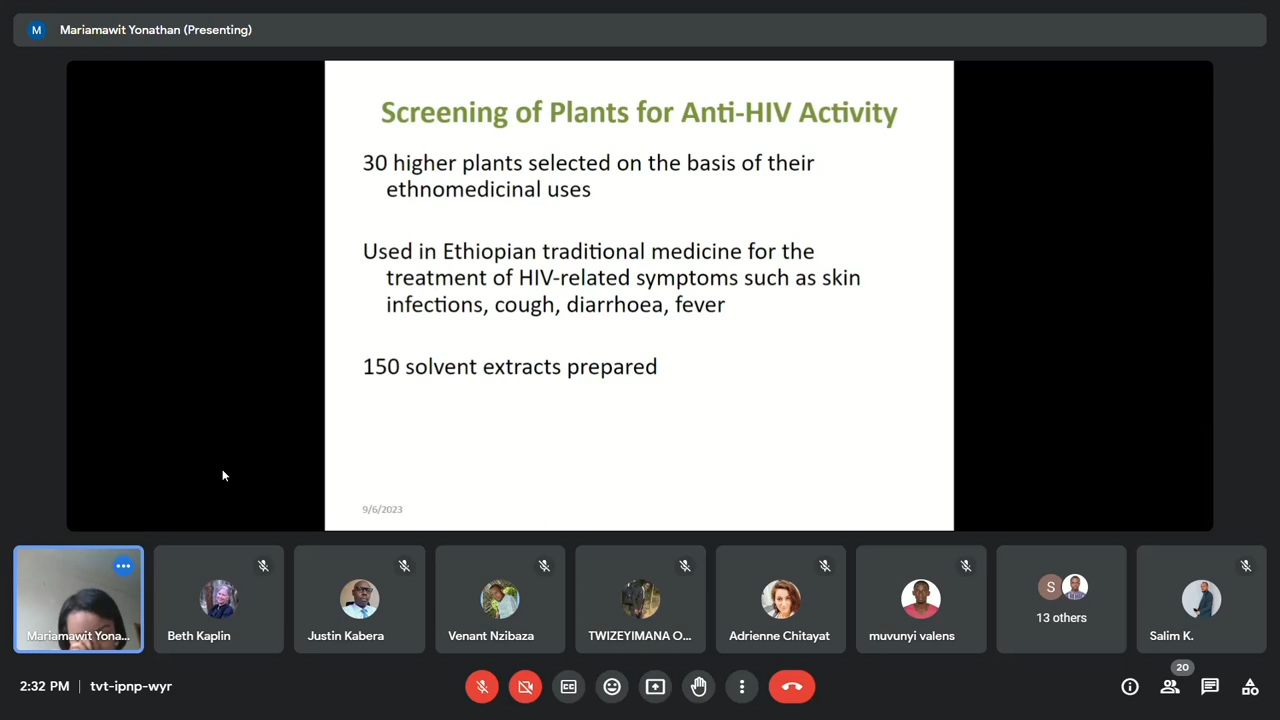 M
Mariamawit Yonathan (Presenting)
Screening of Plants for Anti-HIV Activity
30 higher plants selected on the basis of their
ethnomedicinal uses
Used in Ethiopian traditional medicine for the
treatment of HIV-related symptoms such as skin
infections, cough, diarrhoea, fever
150 solvent extracts prepared
9/6/2023
Mariamawit Yona...
Beth Kaplin
Justin Kabera
Venant Nzibaza
TWIZEYIMANA O...
Adrienne Chitayat
muvunyi valens
S
13 others
Salim K.
2:32 PM | tvt-ipnp-wyr
20